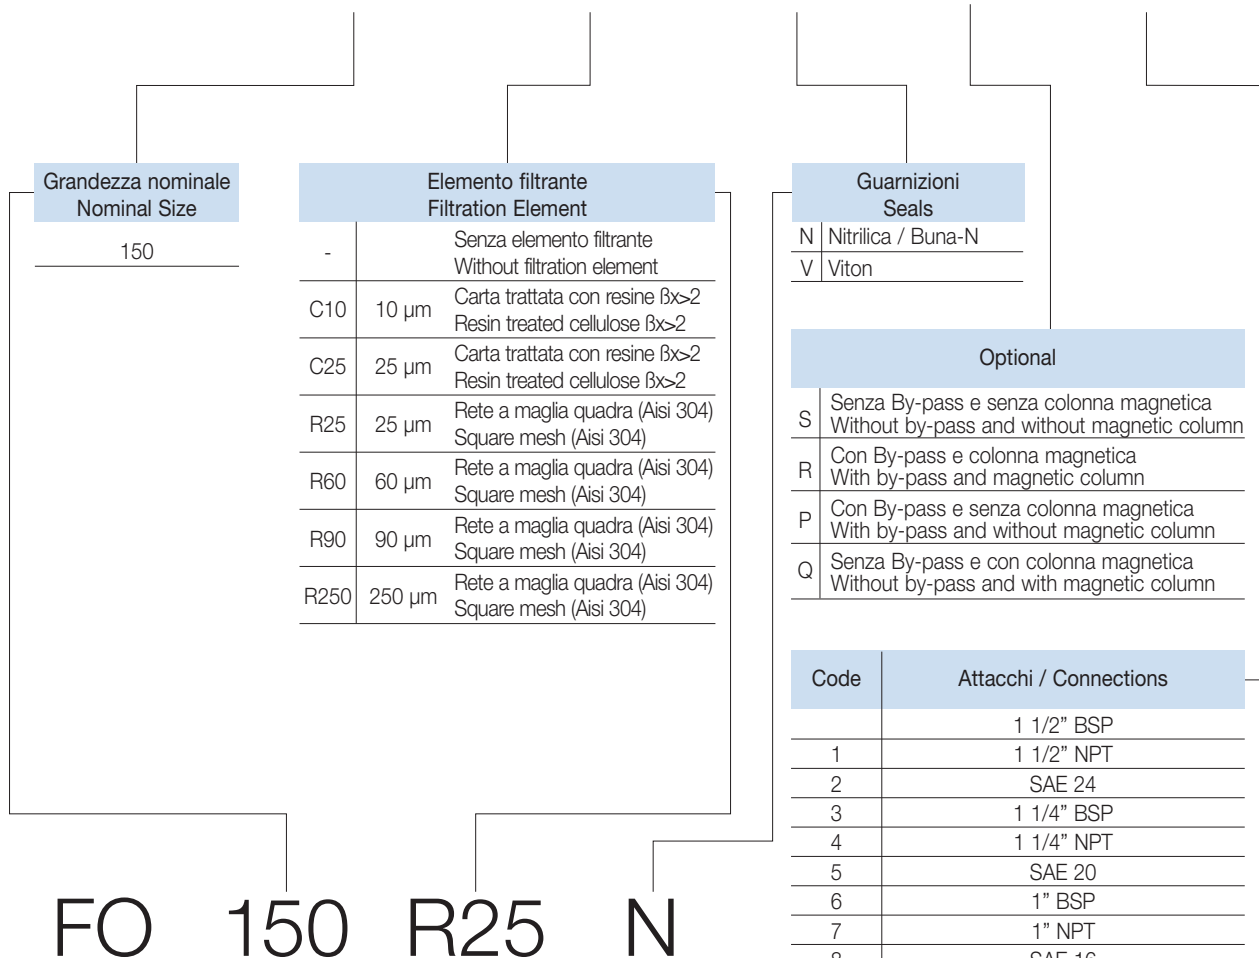 Grandezza nominale
Nominal Size
150
Elemento filtrante
Filtration Element
- Senza elemento filtrante
Without filtration element
C10 10 µm Carta trattata con resine ßx>2
Resin treated cellulose ßx>2
C25 25 µm Carta trattata con resine ßx>2
Resin treated cellulose ßx>2
R25 25 µm Rete a maglia quadra (Aisi 304)
Square mesh (Aisi 304)
R60 60 µm Rete a maglia quadra (Aisi 304)
Square mesh (Aisi 304)
R90 90 µm Rete a maglia quadra (Aisi 304)
Square mesh (Aisi 304)
R250 250 µm Rete a maglia quadra (Aisi 304)
Square mesh (Aisi 304)
Guarnizioni
Seals
N Nitrilica / Buna-N
V Viton
Optional
S Senza By-pass e senza colonna magnetica
Without by-pass and without magnetic column
R Con By-pass e colonna magnetica
With by-pass and magnetic column
P Con By-pass e senza colonna magnetica
With by-pass and without magnetic column
Q Senza By-pass e con colonna magnetica
Without by-pass and with magnetic column
Code Attacchi / Connections
1 1/2” BSP
1 1 1/2” NPT
2 SAE 24
3 1 1/4” BSP
4 1 1/4” NPT
5 SAE 20
6 1” BSP
7 1” NPT
8 SAE 16
FO 150 R25 N